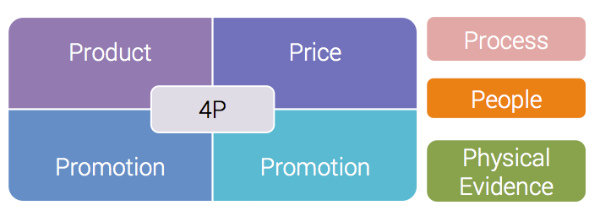 Product
Price
4P
Promotion
Promotion
Process
People
Physical
Evidence